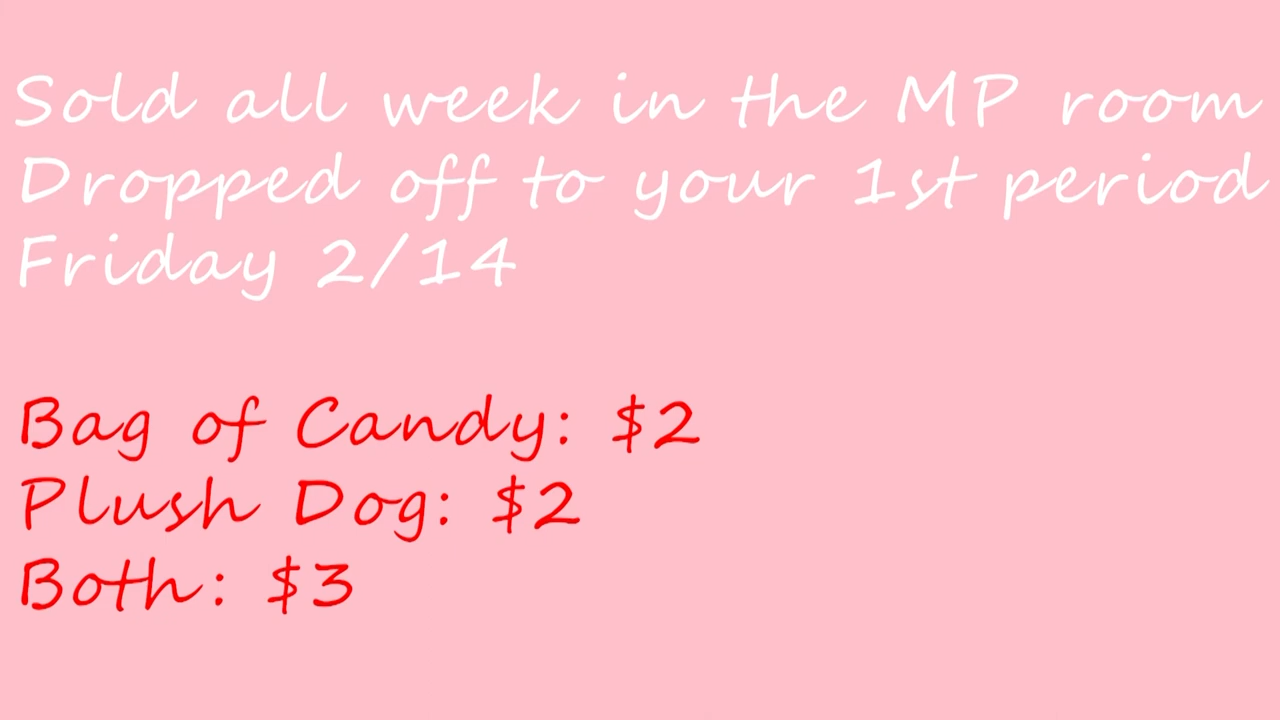 Sold all week in the MP room
Dropped off to your 1st period
Friday 2/14
Bag of Candy: $2
Plush Dog: $2
Both: $3